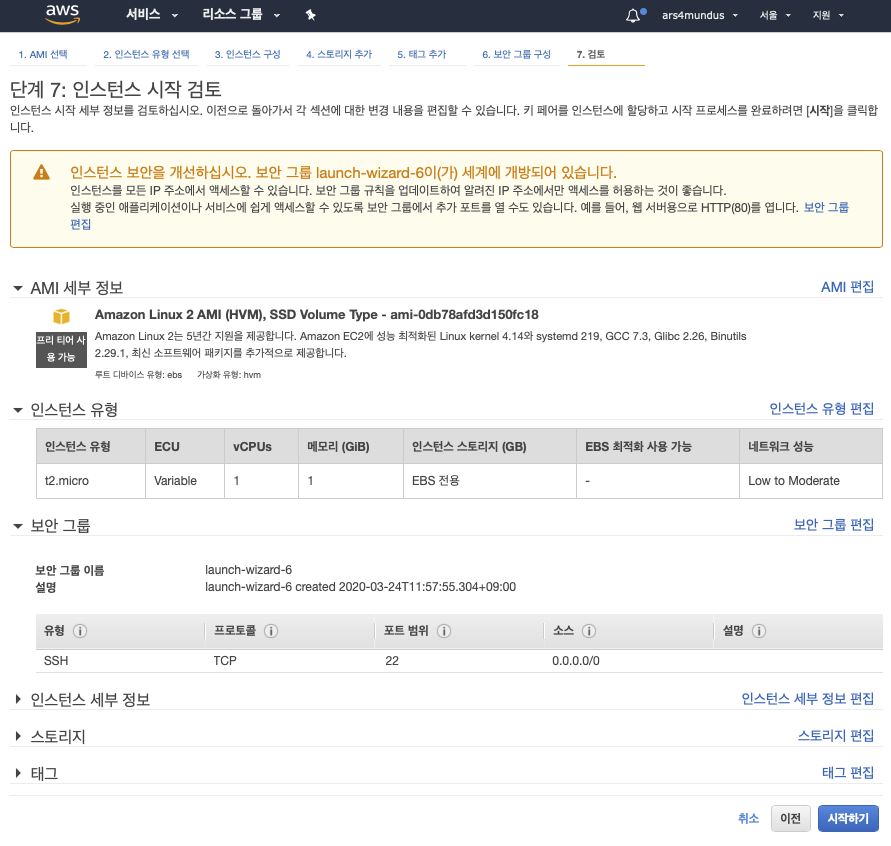 aws 서비스 리소스 그룹 ars4mundus 서울 지원
1. AMI 선택 2. 인스턴스 유형 선택 3. 인스턴스 구성 4. 스토리지 추가 5. 태그 추가 6. 보안 그룹 구성 7. 검토
단계 7: 인스턴스 시작 검토
인스턴스 시작 세부 정보를 검토하십시오. 이전으로 돌아가서 각 섹션에 대한 변경 내용을 편집할 수 있습니다. 키 페어를 인스턴스에 할당하고 시작 프로세스를 완료하려면 [시작]을 클릭합
니다.
인스턴스 보안을 개선하십시오. 보안 그룹 launch-wizard-6이(가) 세계에 개방되어 있습니다.
인스턴스를 모든 IP 주소에서 액세스할 수 있습니다. 보안 그룹 규칙을 업데이트하여 알려진 IP 주소에서만 액세스를 허용하는 것이 좋습니다.
실행 중인 애플리케이션이나 서비스에 쉽게 액세스할 수 있도록 보안 그룹에서 추가 포트를 열 수도 있습니다. 예를 들어, 웹 서버용으로 HTTP(80)를 엽니다. 보안 그룹
편집
AMI 세부 정보 AMI 편집
Amazon Linux 2 AMI (HVM), SSD Volume Type - ami-0db78afd3d150fc18
프리 티어 사
용 가능
Amazon Linux 2는 5년간 지원을 제공합니다. Amazon EC2에 성능 최적화된 Linux kernel 4.14와 systemd 219, GCC 7.3, Glibc 2.26, Binutils
2.29.1, 최신 소프트웨어 패키지를 추가적으로 제공합니다.
루트 디바이스 유형: ebs 가상화 유형: hvm
인스턴스 유형 인스턴스 유형 편집
인스턴스 유형 ECU vCPUs 메모리 (GiB) 인스턴스 스토리지 (GB) EBS 최적화 사용 가능 네트워크 성능
t2.micro Variable 1 1 EBS 전용 - Low to Moderate
보안 그룹 보안 그룹 편집
보안 그룹 이름 launch-wizard-6
설명 launch-wizard-6 created 2020-03-24T11:57:55.304+09:00
유형 i 프로토콜 i 포트 범위 i 소스 i 설명 i
SSH TCP 22 0.0.0.0/0
인스턴스 세부 정보 인스턴스 세부 정보 편집
스토리지 스토리지 편집
태그 태그 편집
취소 이전 시작하기